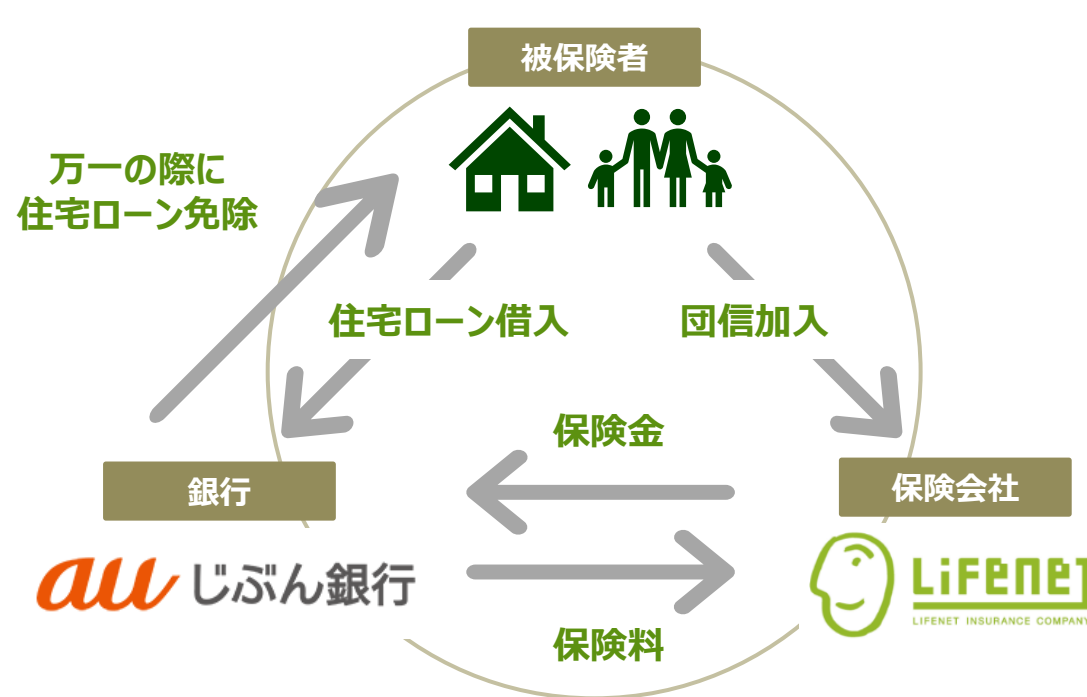 被保険者
万一の際に
住宅ローン免除
住宅ローン借入
団信加入
保険金
銀行
保険会社
au じぶん銀行
LiFENET
LIFENET INSURANCE COMPANY
保険料